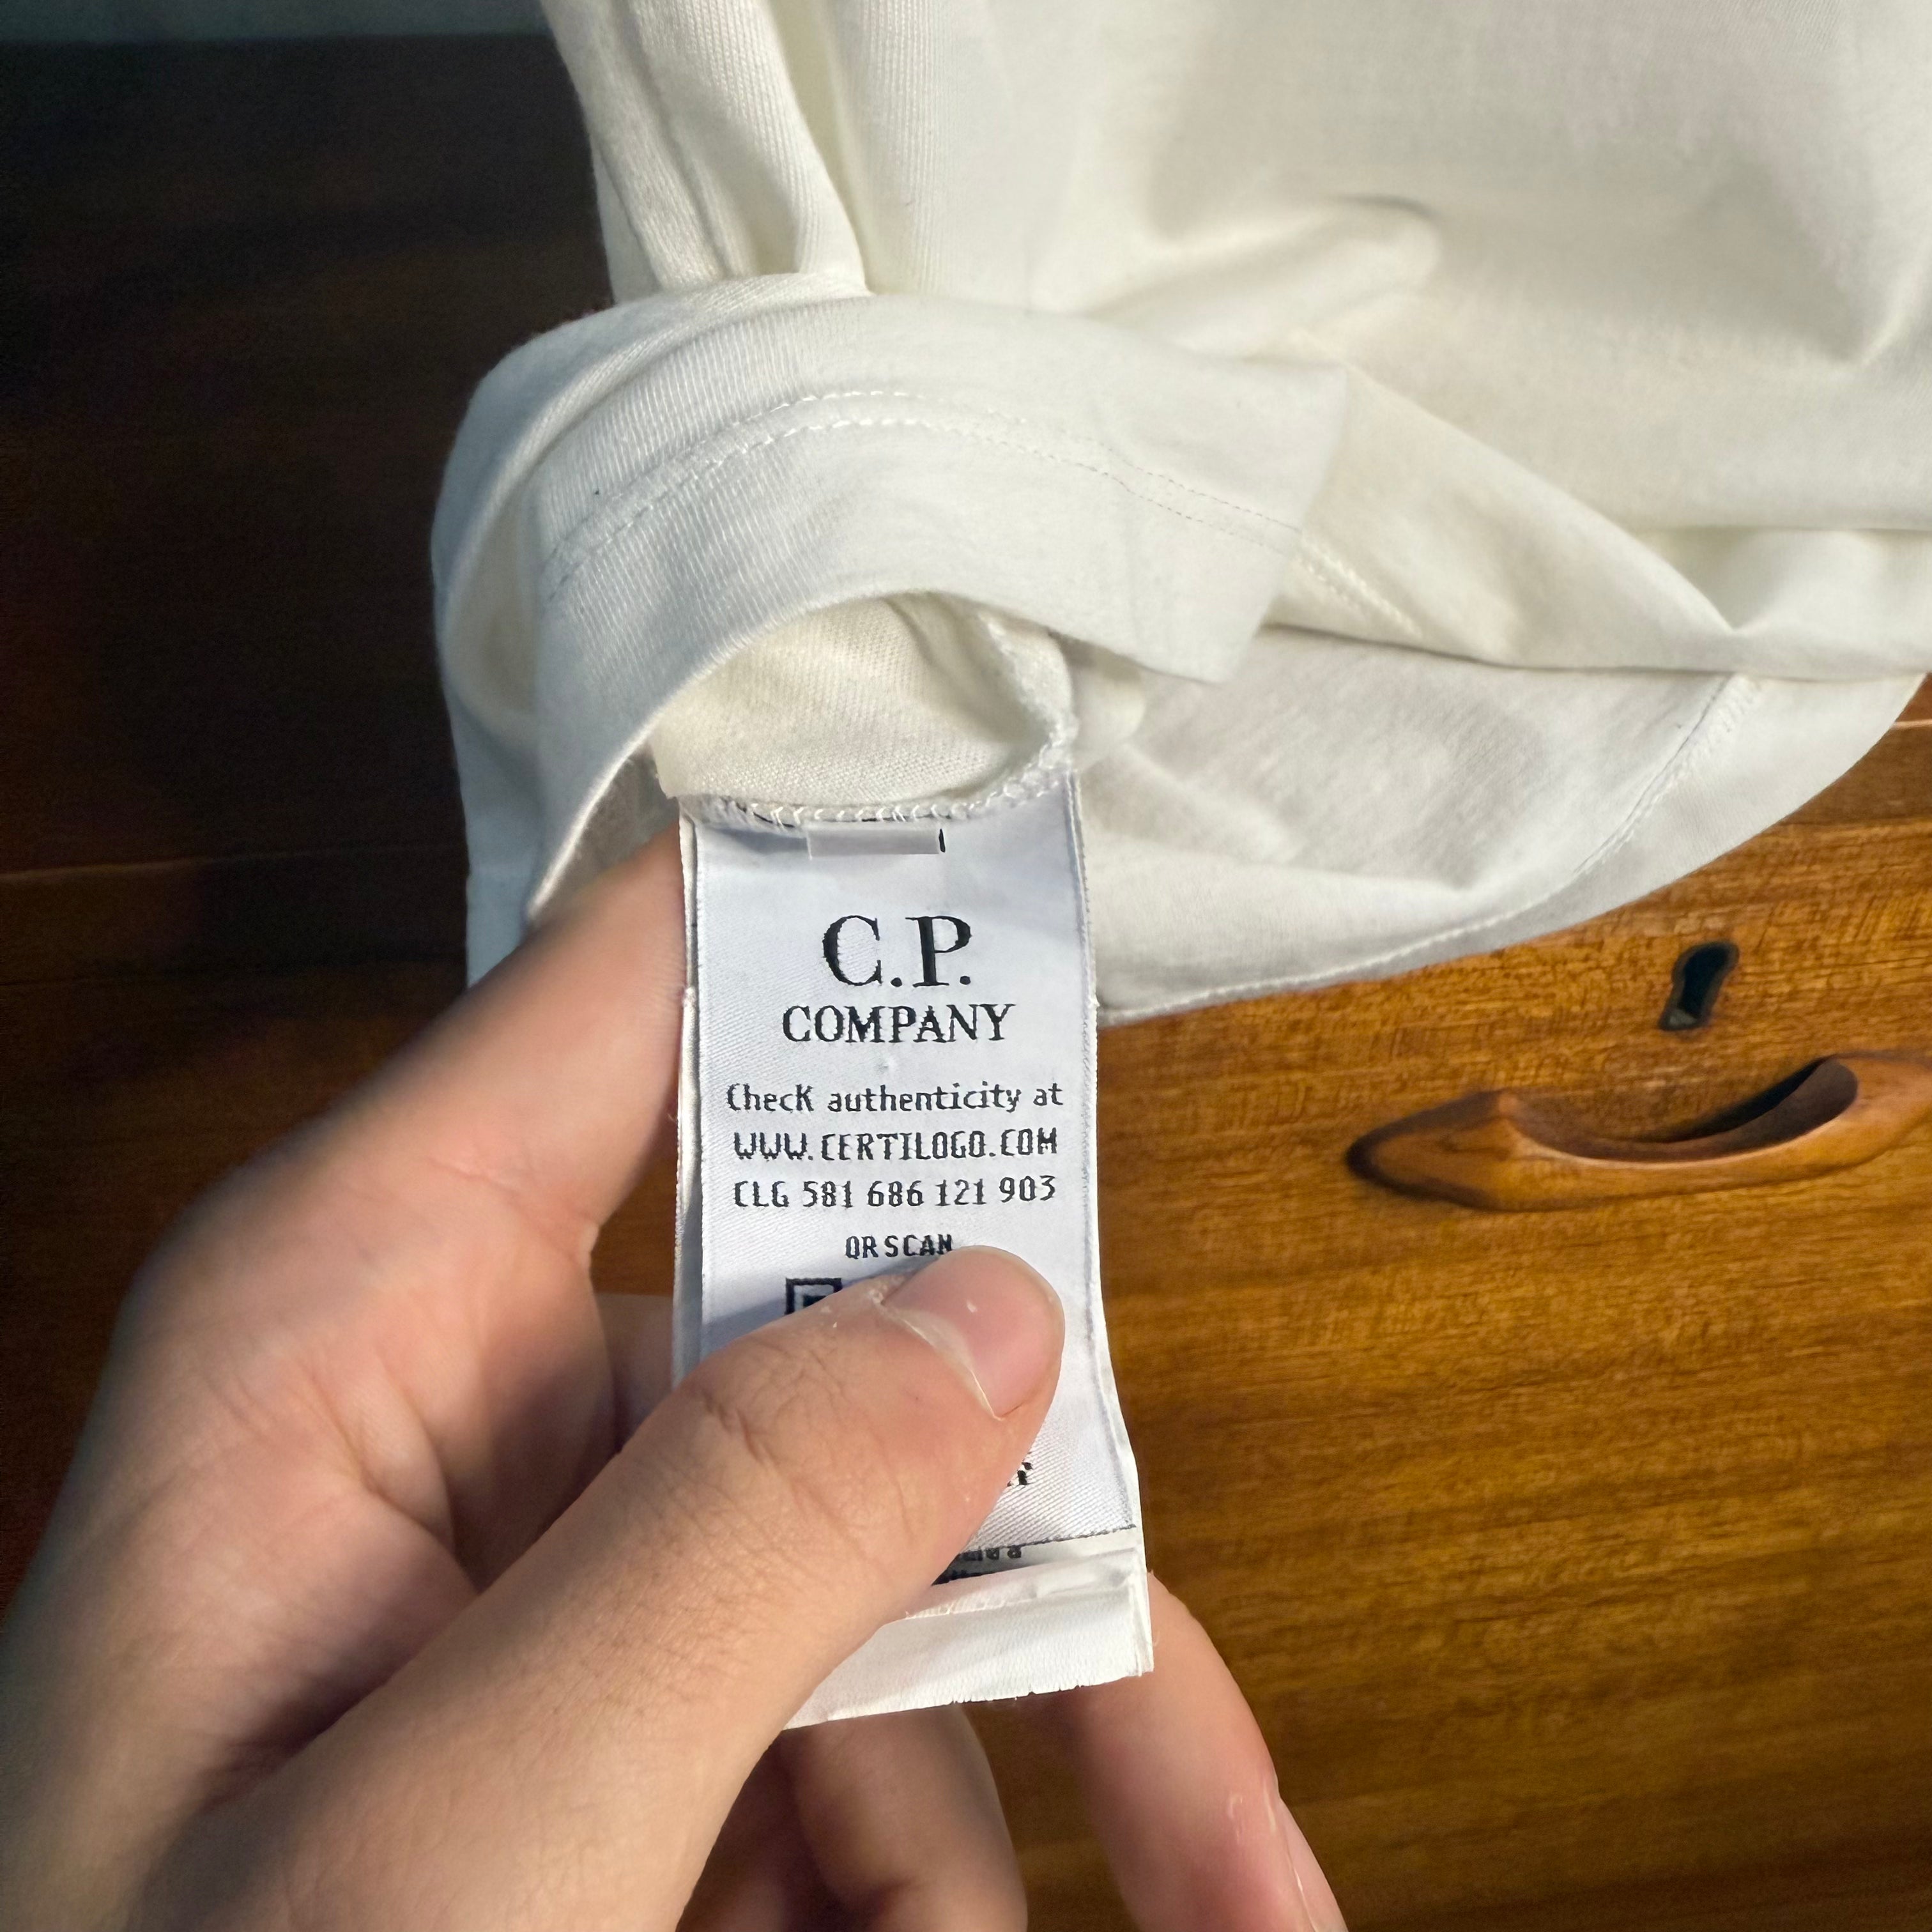 C.P.
COMPANY
ChecK authenticity at
WWW.CERTILOGO.COM
CLG 581 686 121 903
QR SCAN